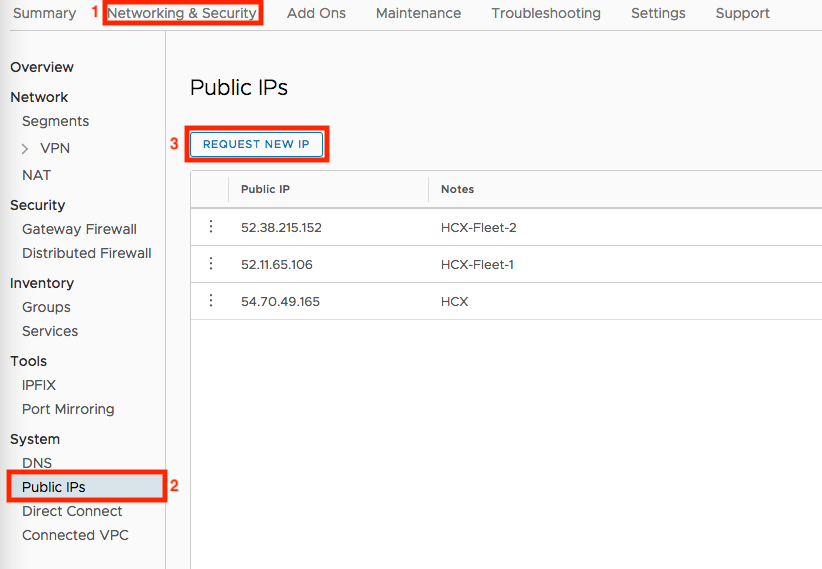 Summary 1 Networking & Security Add Ons Maintenance Troubleshooting Settings Support
Overview
Network
Segments
VPN
NAT
Security
Gateway Firewall
Distributed Firewall
Inventory
Groups
Services
Tools
IPFIX
Port Mirroring
System
DNS
Public IPs 2
Direct Connect
Connected VPC
Public IPs
3 REQUEST NEW IP
Public IP Notes
52.38.215.152 HCX-Fleet-2
52.11.65.106 HCX-Fleet-1
54.70.49.165 HCX